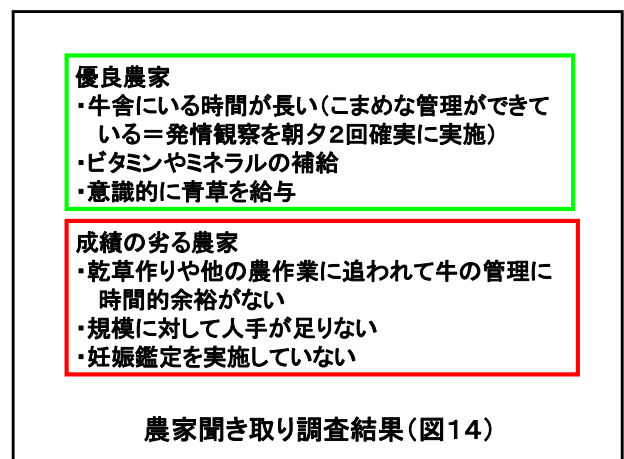 優良農家
・牛舎にいる時間が長い(こまめな管理ができて
いる=発情観察を朝夕2回確実に実施)
・ビタミンやミネラルの補給
・意識的に青草を給与
成績の劣る農家
・乾草作りや他の農作業に追われて牛の管理に
時間的余裕がない
・規模に対して人手が足りない
・妊娠鑑定を実施していない
農家聞き取り調査結果(図14)